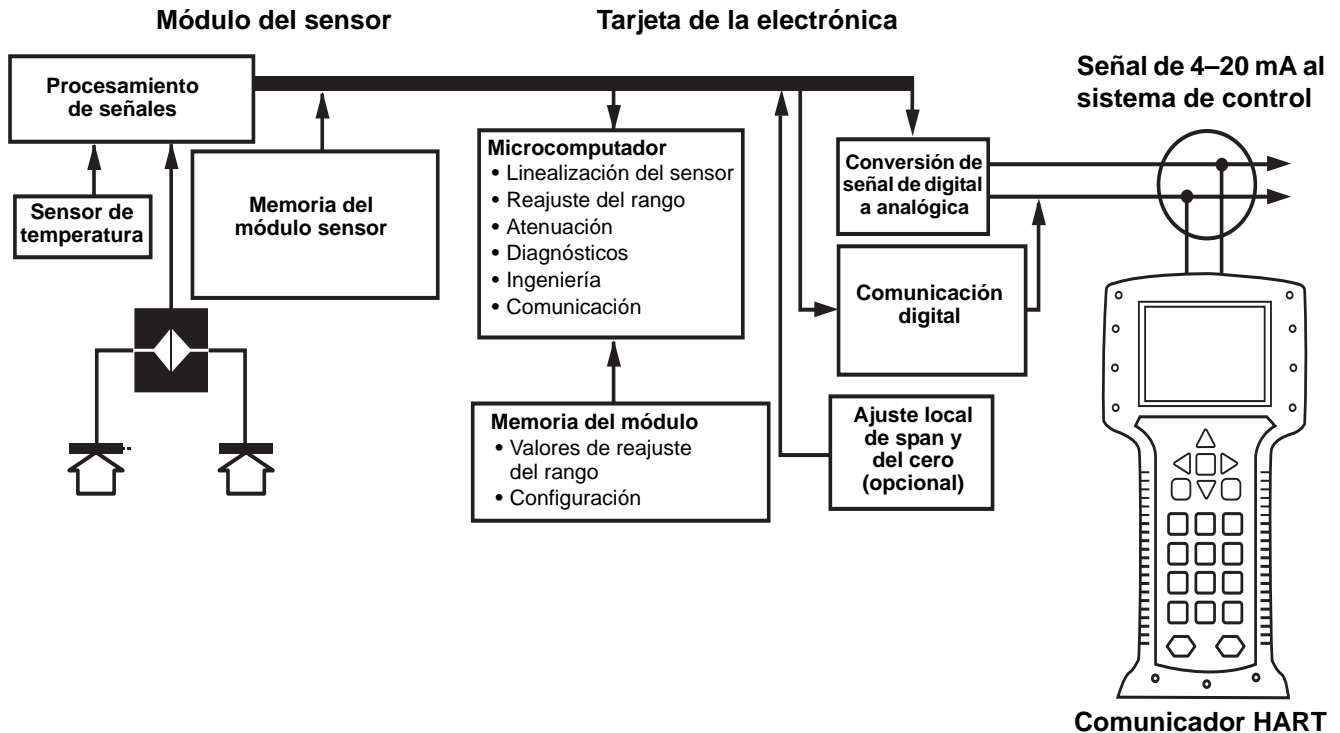 Módulo del sensor
Tarjeta de la electrónica
Señal de 4–20 mA al
sistema de control
Procesamiento
de señales
Sensor de
temperatura
Memoria del
módulo sensor
Microcomputador
• Linealización del sensor
• Reajuste del rango
• Atenuación
• Diagnósticos
• Ingeniería
• Comunicación
Memoria del módulo
• Valores de reajuste
del rango
• Configuración
Conversión de
señal de digital
a analógica
Comunicación
digital
Ajuste local
de span y
del cero
(opcional)
Comunicador HART